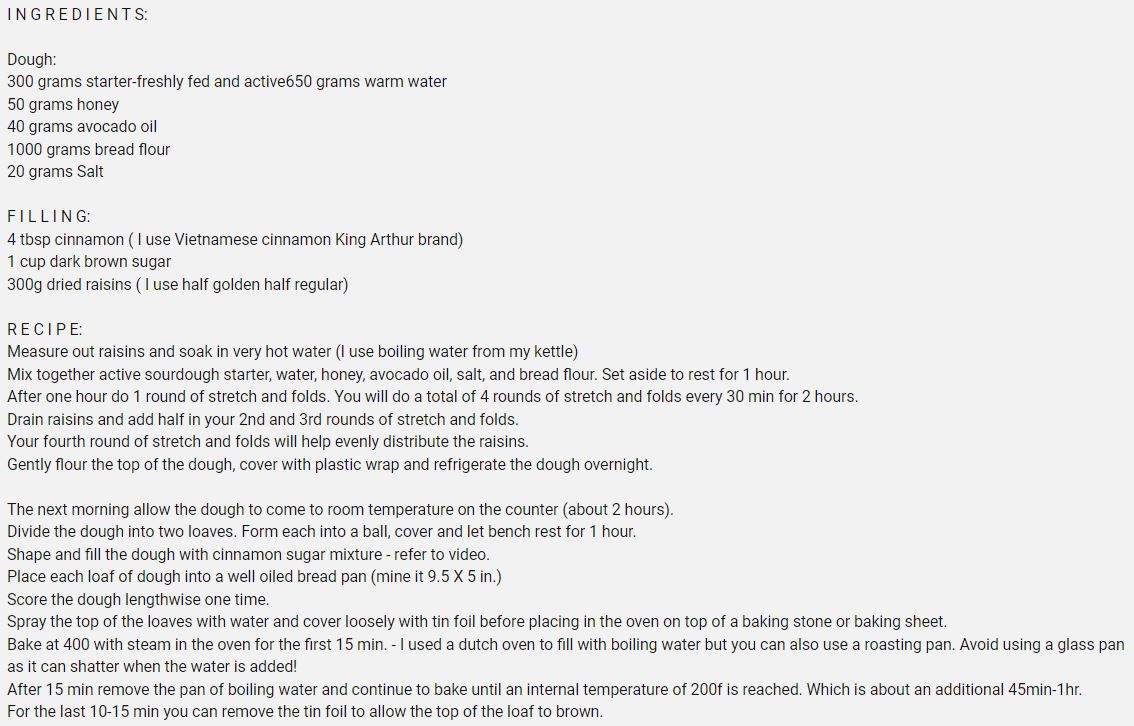 I N G R E D I E N T S:
Dough:
300 grams starter-freshly fed and active650 grams warm water
50 grams honey
40 grams avocado oil
1000 grams bread flour
20 grams Salt
F I L L I N G:
4 tbsp cinnamon ( I use Vietnamese cinnamon King Arthur brand)
1 cup dark brown sugar
300g dried raisins ( I use half golden half regular)
R E C I P E:
Measure out raisins and soak in very hot water (I use boiling water from my kettle)
Mix together active sourdough starter, water, honey, avocado oil, salt, and bread flour. Set aside to rest for 1 hour.
After one hour do 1 round of stretch and folds. You will do a total of 4 rounds of stretch and folds every 30 min for 2 hours.
Drain raisins and add half in your 2nd and 3rd rounds of stretch and folds.
Your fourth round of stretch and folds will help evenly distribute the raisins.
Gently flour the top of the dough, cover with plastic wrap and refrigerate the dough overnight.
The next morning allow the dough to come to room temperature on the counter (about 2 hours).
Divide the dough into two loaves. Form each into a ball, cover and let bench rest for 1 hour.
Shape and fill the dough with cinnamon sugar mixture - refer to video.
Place each loaf of dough into a well oiled bread pan (mine it 9.5 X 5 in.)
Score the dough lengthwise one time.
Spray the top of the loaves with water and cover loosely with tin foil before placing in the oven on top of a baking stone or baking sheet.
Bake at 400 with steam in the oven for the first 15 min. - I used a dutch oven to fill with boiling water but you can also use a roasting pan. Avoid using a glass pan
as it can shatter when the water is added!
After 15 min remove the pan of boiling water and continue to bake until an internal temperature of 200f is reached. Which is about an additional 45min-1hr.
For the last 10-15 min you can remove the tin foil to allow the top of the loaf to brown.